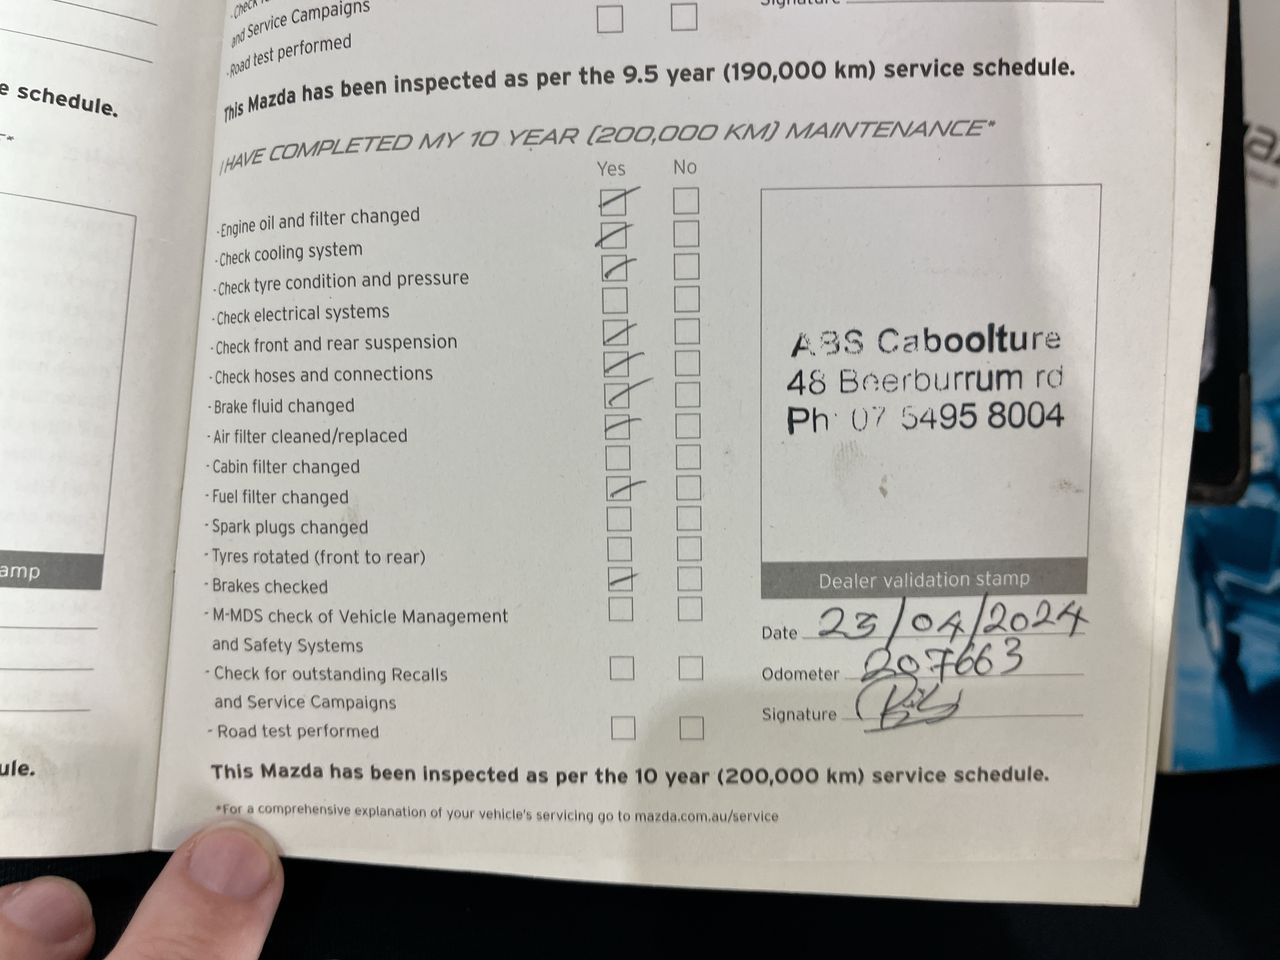 e schedule.
amp
ule.
and Service Campaigns
·Road test performed
This Mazda has been inspected as per the 9.5 year (190,000 km) service schedule.
I HAVE COMPLETED MY 10 YEAR (200,000 KM) MAINTENANCE*
Yes No
·Engine oil and filter changed
·Check cooling system
·Check tyre condition and pressure
·Check electrical systems
·Check front and rear suspension
·Check hoses and connections
·Brake fluid changed
·Air filter cleaned/replaced
·Cabin filter changed
·Fuel filter changed
·Spark plugs changed
·Tyres rotated (front to rear)
·Brakes checked
·M-MDS check of Vehicle Management
and Safety Systems
·Check for outstanding Recalls
and Service Campaigns
·Road test performed
ABS Caboolture
48 Beerburrum rd
Ph: 07 5495 8004
Dealer validation stamp
Date 23/04/2024
Odometer 207663
Signature
This Mazda has been inspected as per the 10 year (200,000 km) service schedule.
*For a comprehensive explanation of your vehicle's servicing go to mazda.com.au/service